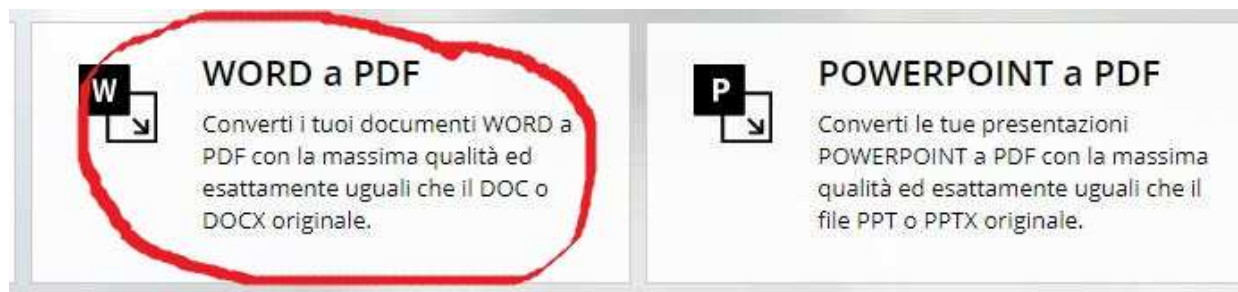 W
WORD a PDF
Converti i tuoi documenti WORD a
PDF con la massima qualità ed
esattamente uguali che il DOC o
DOCX originale.
P
POWERPOINT a PDF
Converti le tue presentazioni
POWERPOINT a PDF con la massima
qualità ed esattamente uguali che il
file PPT o PPTX originale.